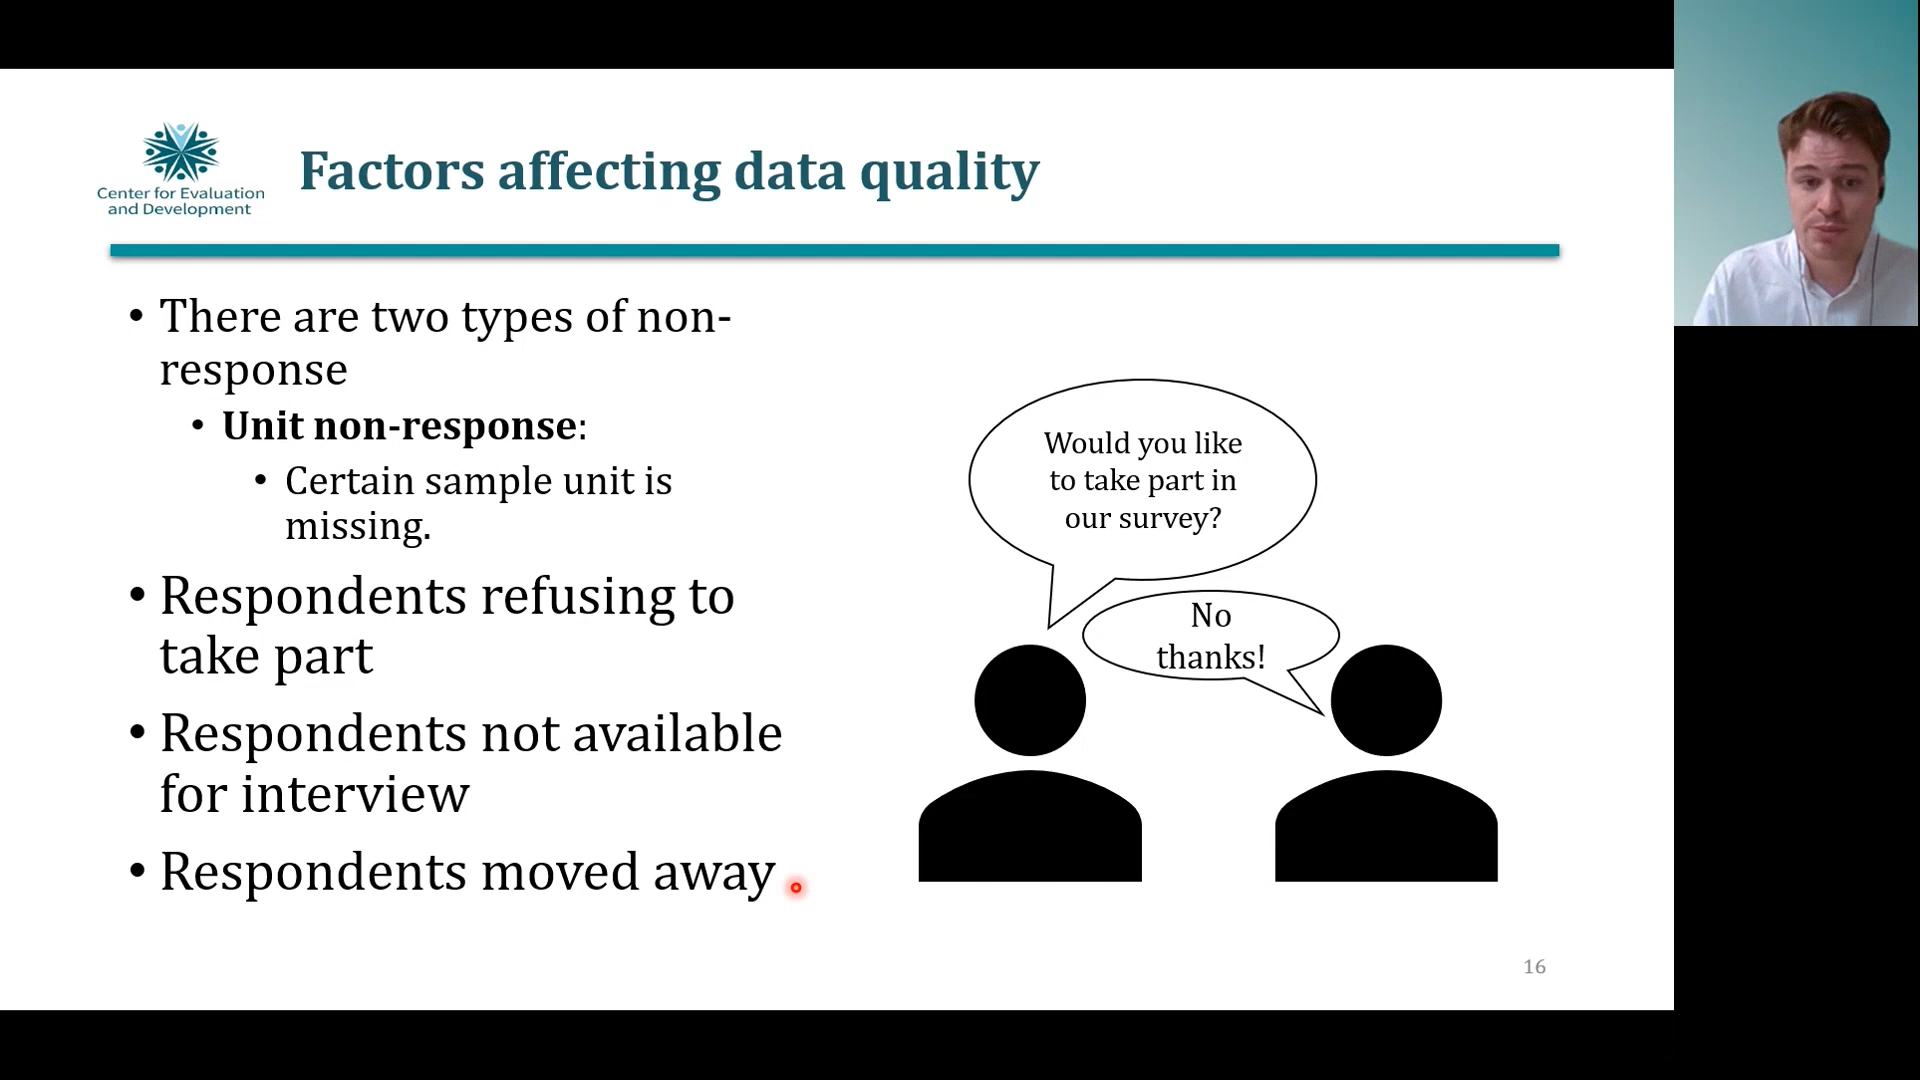 Center for Evaluation
and Development
Factors affecting data quality
• There are two types of non-
response
• Unit non-response:
• Certain sample unit is
missing.
• Respondents refusing to
take part
• Respondents not available
for interview
• Respondents moved away
Would you like
to take part in
our survey?
No
thanks!
16